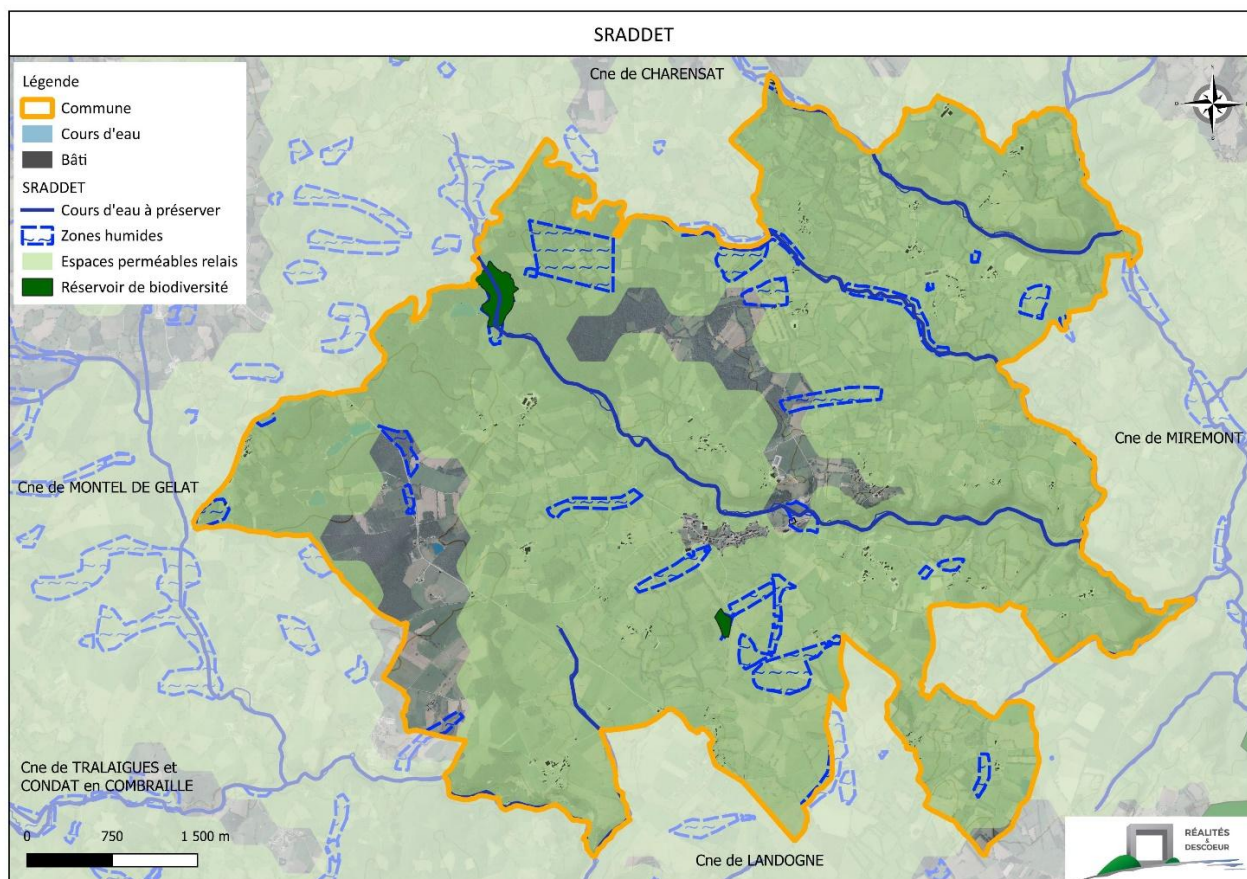 SRADDET
Légende
Commune
Cours d'eau
Bâti
SRADDET
Cours d'eau à préserver
Zones humides
Espaces perméables relais
Réservoir de biodiversité
Cne de CHARENSAT
Cne de MIREMONT
Cne de MONTEL DE GELAT
Cne de TRALAIGUES et
CONDAT en COMBRAILLE
0 750 1 500 m
Cne de LANDOGNE
RÉALITÉS
&
DESCOEUR